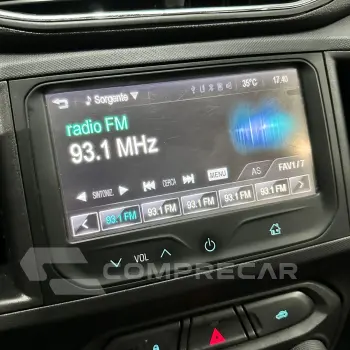 Sorgente 35°C 17:40
radio FM
93.1 MHz
SINTONIZ. CERCA MENU AS FAV1/7
93.1 FM 93.1 FM 93.1 FM 93.1 FM 93.1 FM
VOL
COMPRECAR